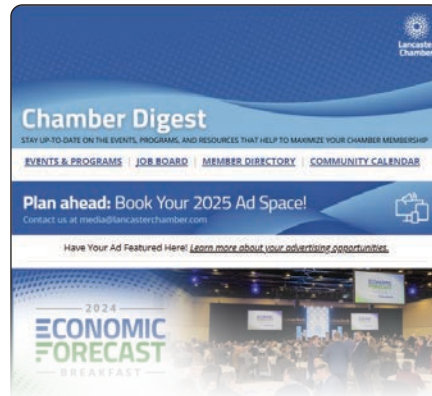 Lancaster
Chamber
Chamber Digest
STAY UP-TO-DATE ON THE EVENTS, PROGRAMS, AND RESOURCES THAT HELP TO MAXIMIZE YOUR CHAMBER MEMBERSHIP
EVENTS & PROGRAMS | JOB BOARD | MEMBER DIRECTORY | COMMUNITY CALENDAR
Plan ahead: Book Your 2025 Ad Space!
Contact us at media@lancasterchamber.com
Have Your Ad Featured Here! Learn more about your advertising opportunities.
2024
ECONOMIC
FORECAST
BREAKFAST